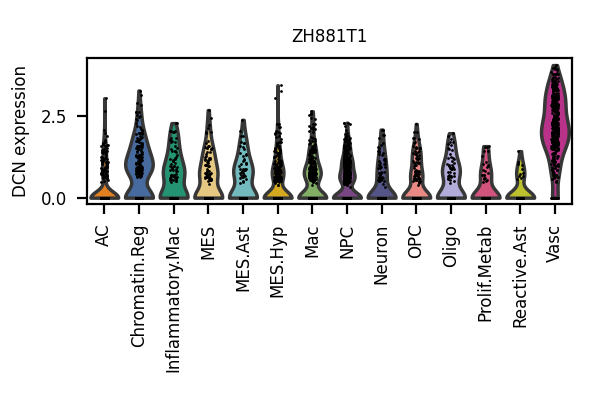 ZH881T1
DCN expression
2.5
0.0
AC
Chromatin.Reg
Inflammatory.Mac
MES
MES.Ast
MES.Hyp
Mac
NPC
Neuron
OPC
Oligo
Prolif.Metab
Reactive.Ast
Vasc